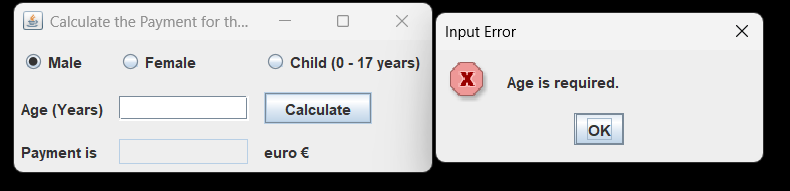 Calculate the Payment for th...
Male Female Child (0 - 17 years)
Age (Years) Calculate
Payment is euro €
Input Error
X
Age is required.
OK